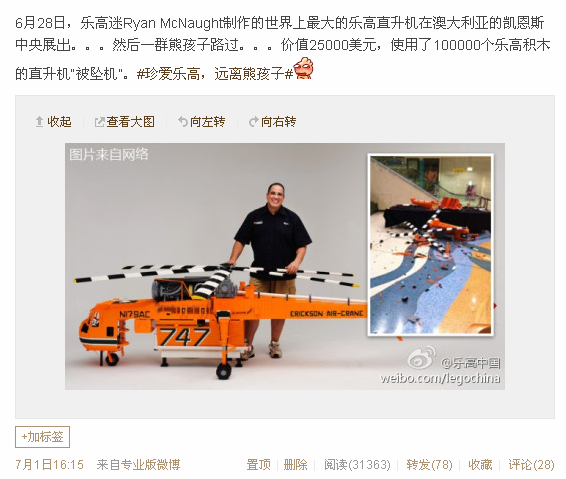 6月28日，乐高迷Ryan McNaught制作的世界上最大的乐高直升机在澳大利亚的凯恩斯
中央展出。。。然后一群熊孩子路过。。。价值25000美元，使用了100000个乐高积木
的直升机“被坠机”。#珍爱乐高，远离熊孩子#
收起 查看大图 向左转 向右转
图片来自网络
N179AC
747
ERICKSON AIR-CRANE
@乐高中国
weibo.com/legochina
+加标签
7月1日16:15 来自专业版微博 置顶 删除 阅读(31363) 转发(78) 收藏 评论(28)